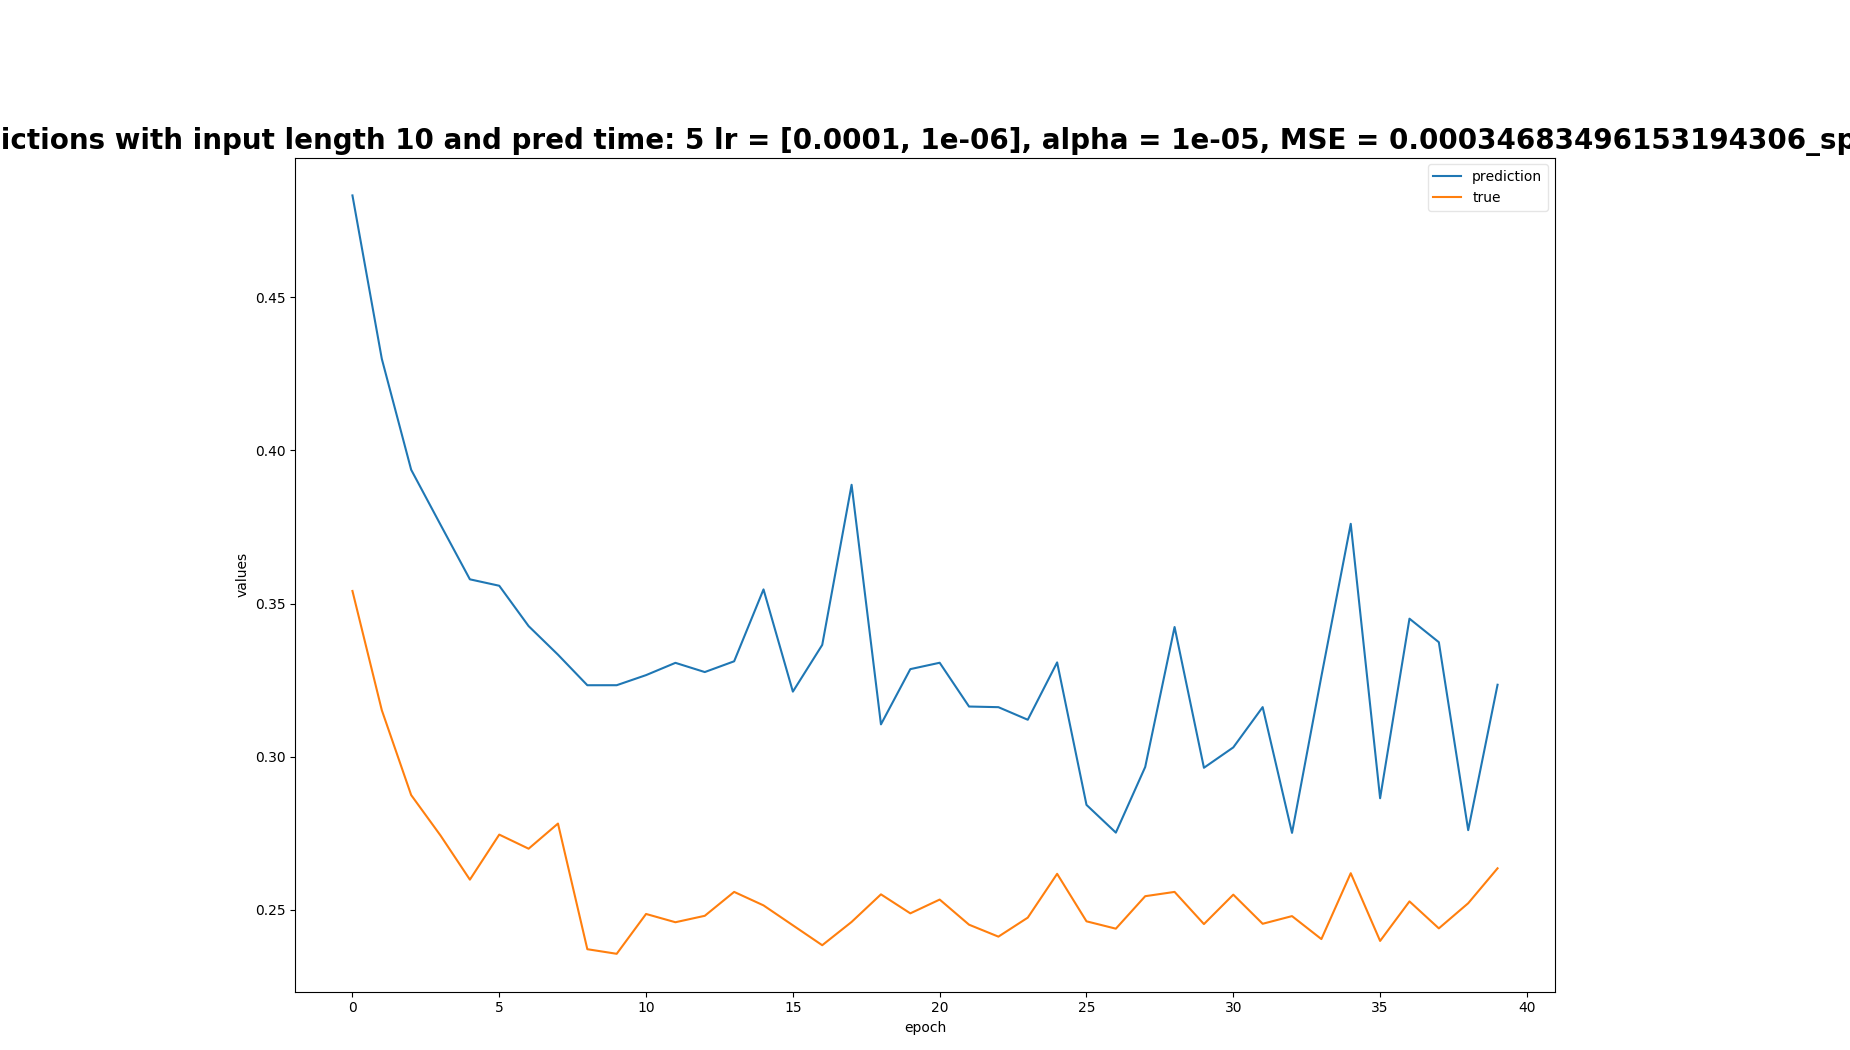 ictions with input length 10 and pred time: 5 lr = [0.0001, 1e-06], alpha = 1e-05, MSE = 0.00034683496153194306_sp
prediction
true
0.45
0.40
0.35
0.30
0.25
values
0 5 10 15 20 25 30 35 40
epoch